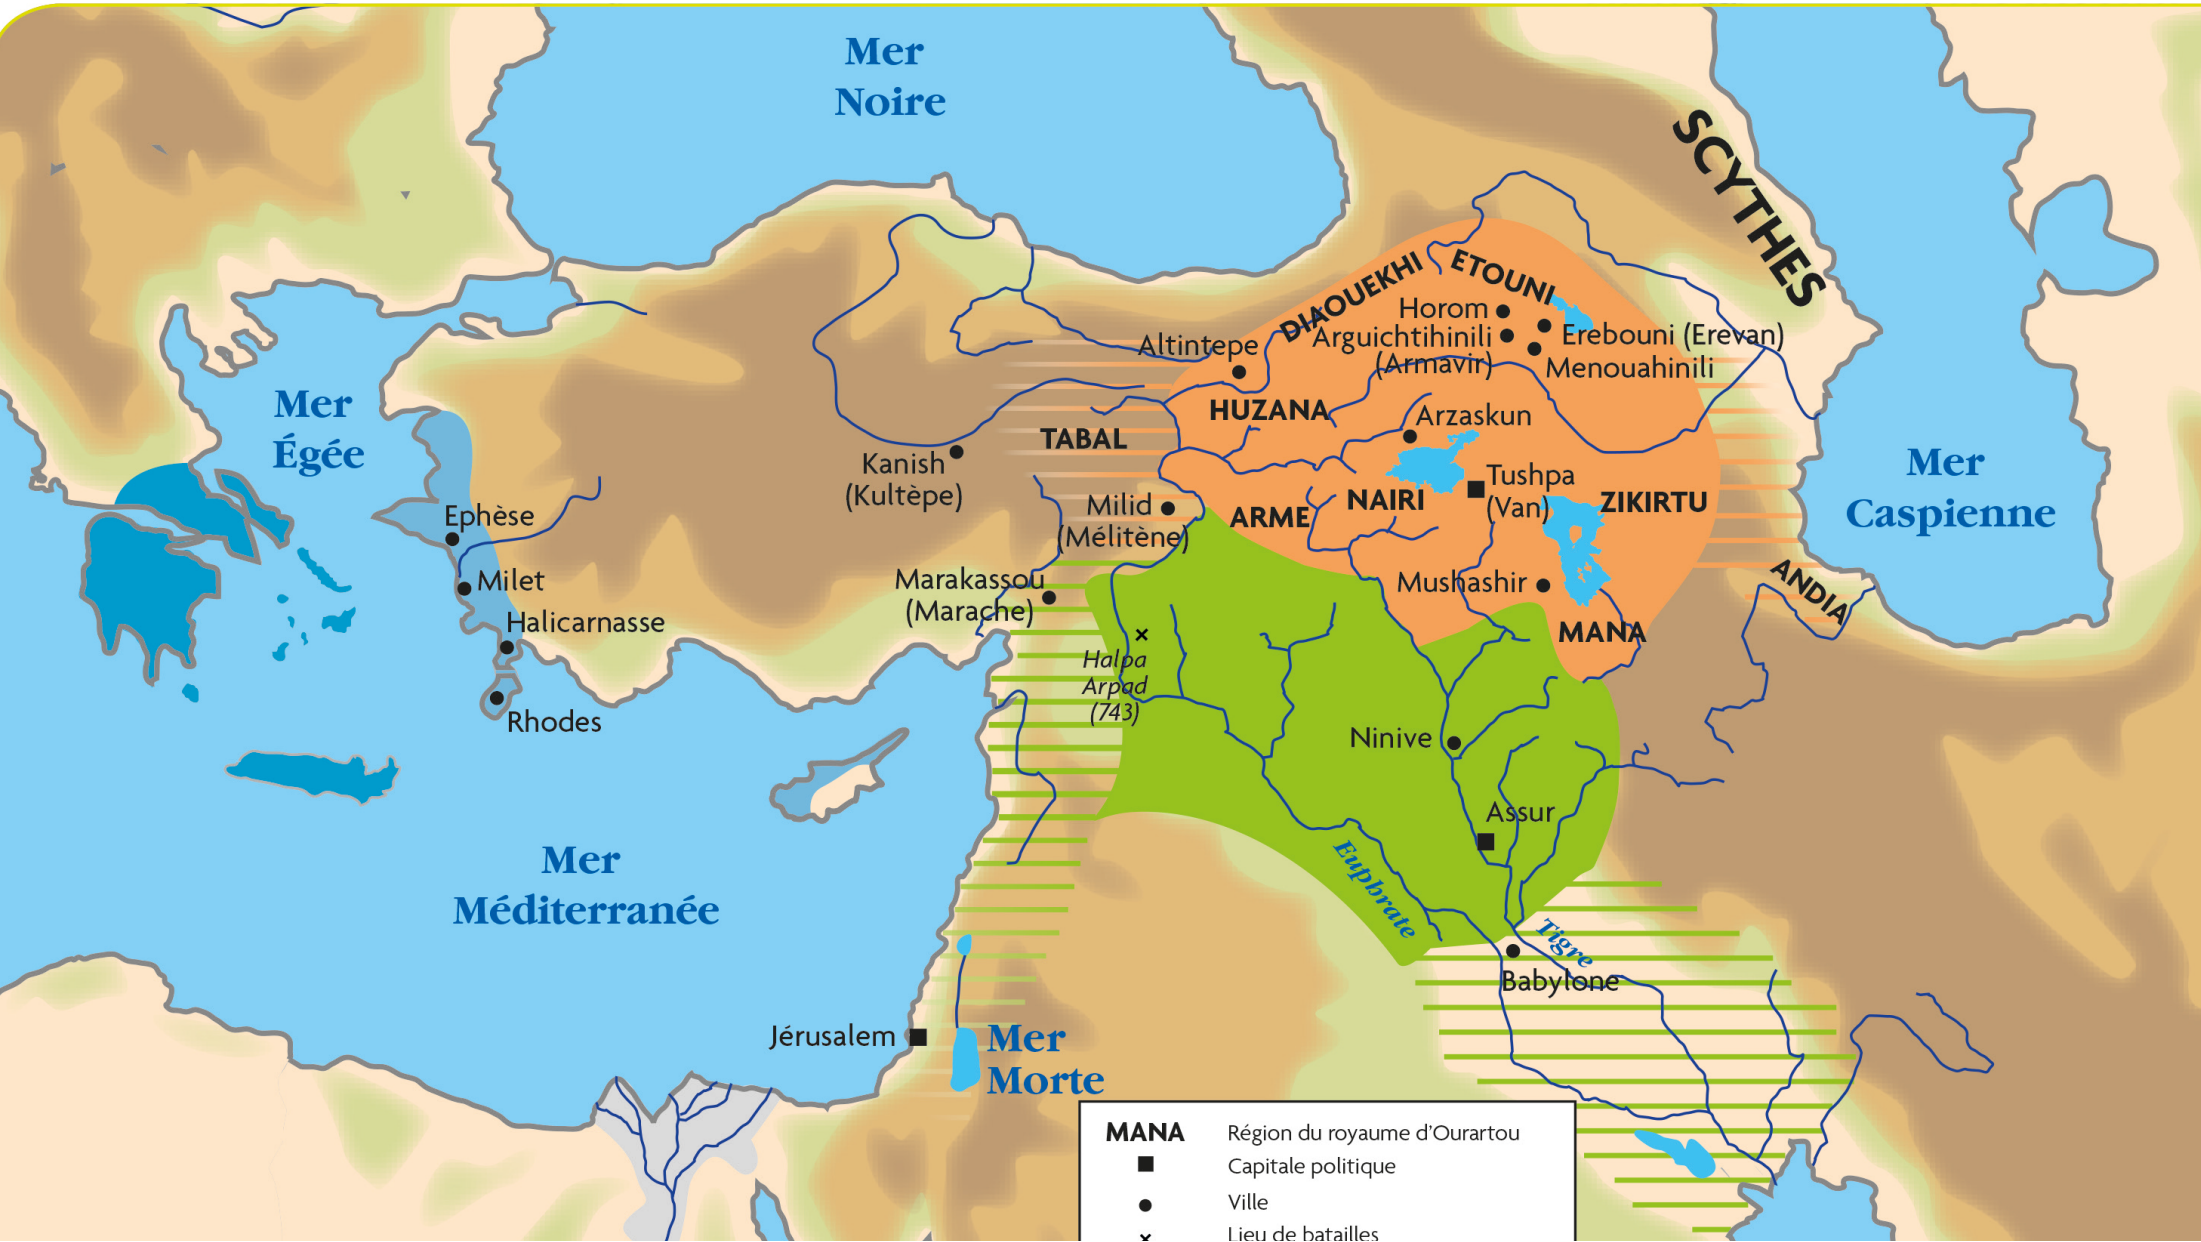 Mer
Noire
SCYTHES
ETOUNI
DIAOUEKHI
Horom
Arguichtihinili
(Armavir)
Erebouni (Erevan)
Menouahinili
Altintepe
Mer
Égée
HUZANA
Arzaskun
TABAL
Kanish
(Kultèpe)
Tushpa
(Van)
NAIRI
ZIKIRTU
ARME
Milid
(Mélitène)
Mer
Caspienne
Ephèse
Milet
Halicarnasse
Rhodes
Marakassou
(Marache)
Mushashir
ANDIA
MANA
Halpa
Arpad
(743)
Ninive
Assur
Mer
Méditerranée
Euphrate
Tigre
Babylone
Jérusalem
Mer
Morte
MANA Région du royaume d'Ourartou
Capitale politique
Ville
Lieu de batailles